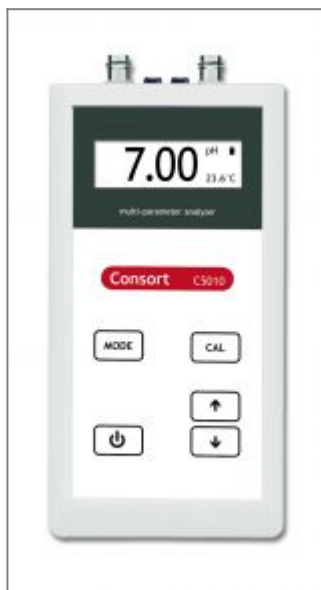 7.00 pH
23.6°C
multi-parameter analyser
Consort C5010
MODE CAL